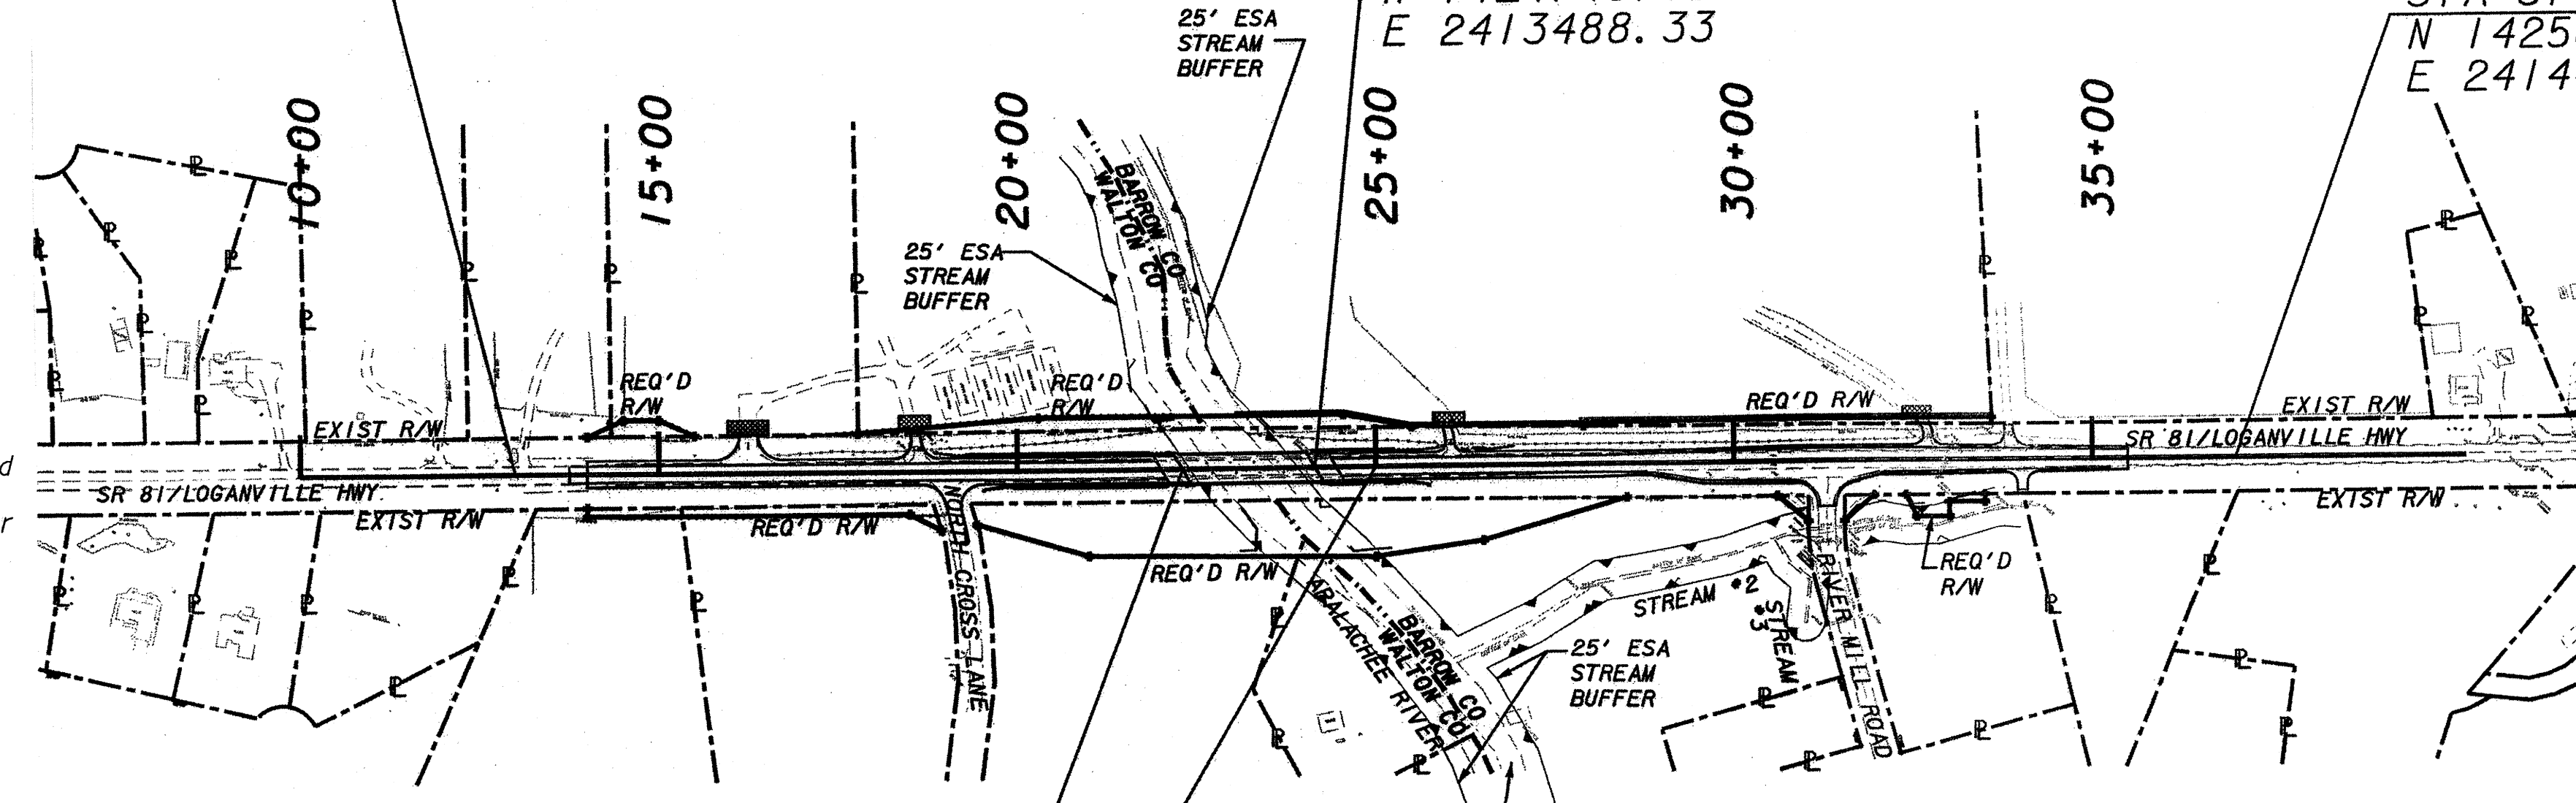 25' ESA
STREAM
BUFFER
E 2413488.33
N 1425
E 2414
10+00
15+00
20+00
25+00
30+00
35+00
BARROW CO
WALTON CO
25' ESA
STREAM
BUFFER
REQ'D
R/W
REQ'D
R/W
REQ'D R/W
EXIST R/W
EXIST R/W
SR 81/LOGANVILLE HWY
d
SR 81/LOGANVILLE HWY
r
EXIST R/W
REQ'D R/W
EXIST R/W
NORTH CROSS LANE
REQ'D R/W
REQ'D
R/W
APALACHEE RIVER
BARROW CO
WALTON CO
STREAM #2
STREAM
#3
RIVER MILL ROAD
25' ESA
STREAM
BUFFER